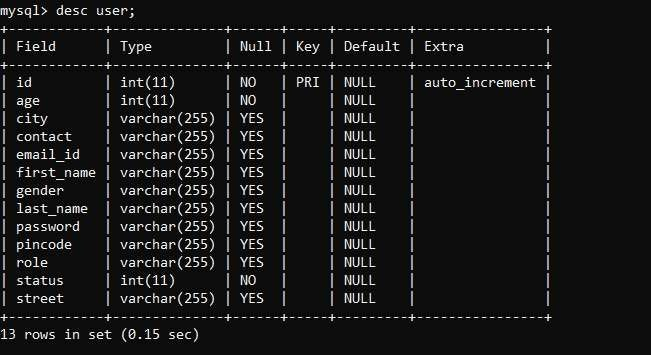 mysql> desc user;
+------------+--------------+------+-----+---------+----------------+
| Field      | Type         | Null | Key | Default | Extra          |
+------------+--------------+------+-----+---------+----------------+
| id         | int(11)      | NO   | PRI | NULL    | auto_increment |
| age        | int(11)      | NO   |     | NULL    |                |
| city       | varchar(255) | YES  |     | NULL    |                |
| contact    | varchar(255) | YES  |     | NULL    |                |
| email_id   | varchar(255) | YES  |     | NULL    |                |
| first_name | varchar(255) | YES  |     | NULL    |                |
| gender     | varchar(255) | YES  |     | NULL    |                |
| last_name  | varchar(255) | YES  |     | NULL    |                |
| password   | varchar(255) | YES  |     | NULL    |                |
| pincode    | varchar(255) | YES  |     | NULL    |                |
| role       | varchar(255) | YES  |     | NULL    |                |
| status     | int(11)      | NO   |     | NULL    |                |
| street     | varchar(255) | YES  |     | NULL    |                |
+------------+--------------+------+-----+---------+----------------+
13 rows in set (0.15 sec)